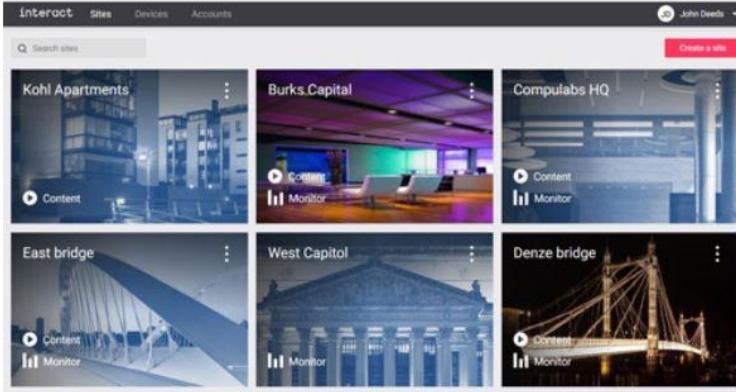 interact Sites Devices Accounts JD John Deeds
Search sites Create a site
Kohl Apartments
Content
Burks Capital
Content
Monitor
Compulabs HQ
Content
Monitor
East bridge
Content
Monitor
West Capitol
Monitor
Denze bridge
Content
Monitor